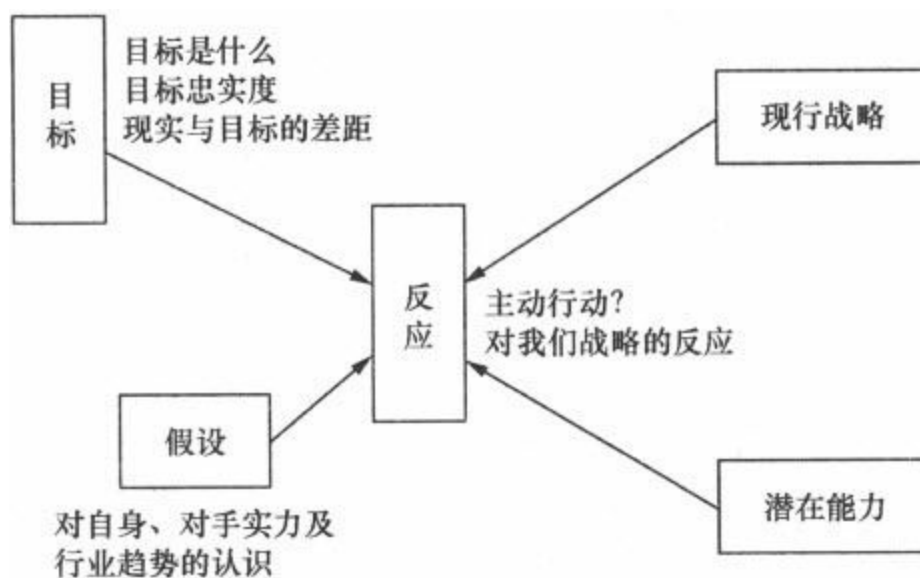 目标
目标是什么
目标忠实度
现实与目标的差距
现行战略
反应
主动行动?
对我们战略的反应
假设
对自身、对手实力及
行业趋势的认识
潜在能力